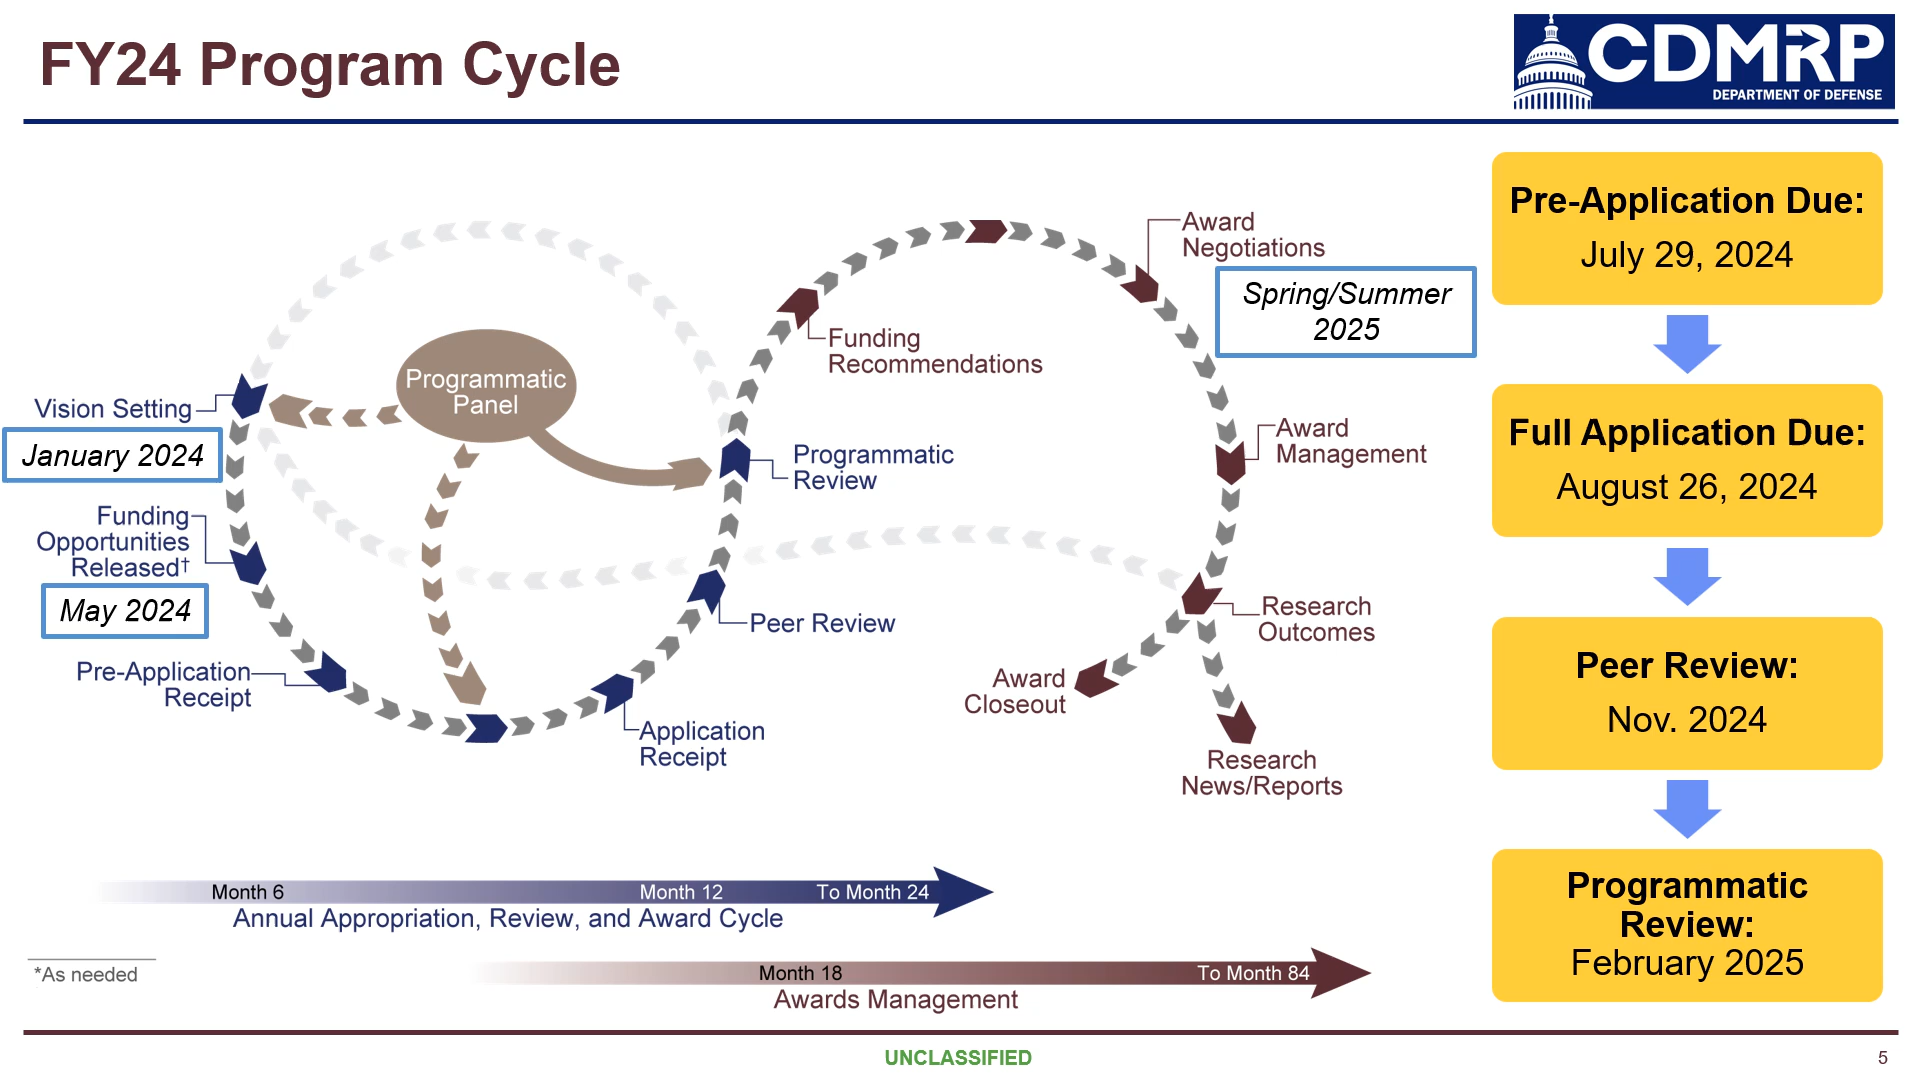 FY24 Program Cycle
CDMRP
DEPARTMENT OF DEFENSE
Vision Setting
January 2024
Funding
Opportunities
Released†
May 2024
Pre-Application
Receipt
Programmatic
Panel
Application
Receipt
Peer Review
Programmatic
Review
Funding
Recommendations
Award
Negotiations
Spring/Summer
2025
Award
Management
Research
Outcomes
Award
Closeout
Research
News/Reports
Pre-Application Due:
July 29, 2024
Full Application Due:
August 26, 2024
Peer Review:
Nov. 2024
Programmatic
Review:
February 2025
Month 6 Month 12 To Month 24
Annual Appropriation, Review, and Award Cycle
Month 18 To Month 84
Awards Management
*As needed
UNCLASSIFIED
5